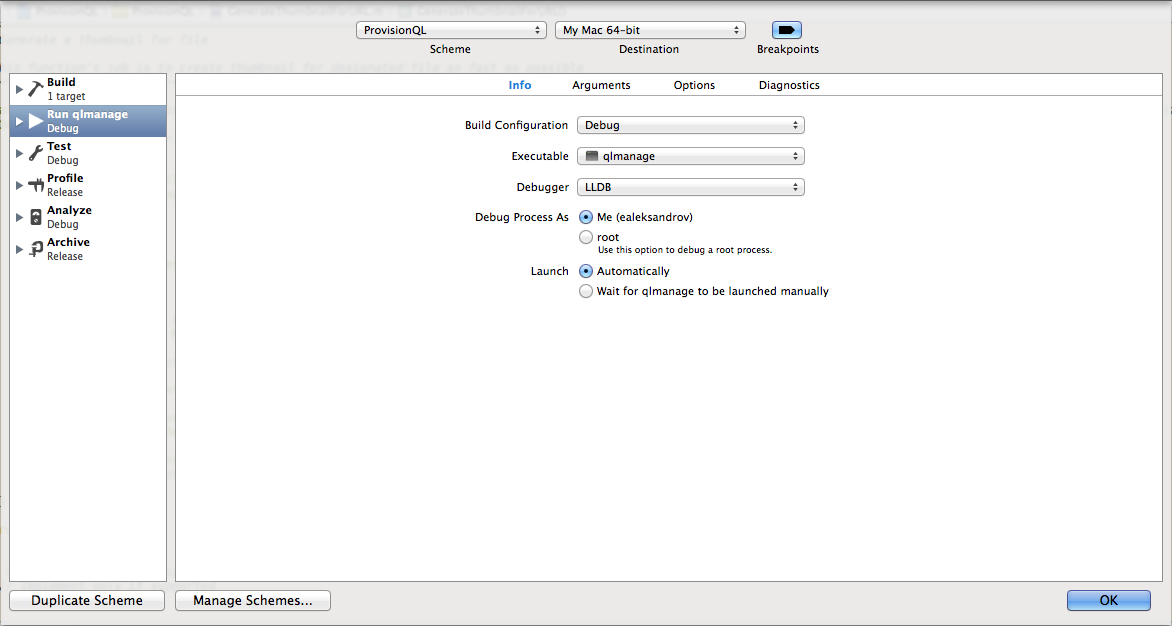 ProvisionQL
My Mac 64-bit
Scheme
Destination
Breakpoints
Build
1 target
Run qlmanage
Debug
Test
Debug
Profile
Release
Analyze
Debug
Archive
Release
Info
Arguments
Options
Diagnostics
Build Configuration
Debug
Executable
qlmanage
Debugger
LLDB
Debug Process As
Me (ealeksandrov)
root
Use this option to debug a root process.
Launch
Automatically
Wait for qlmanage to be launched manually
Duplicate Scheme
Manage Schemes...
OK